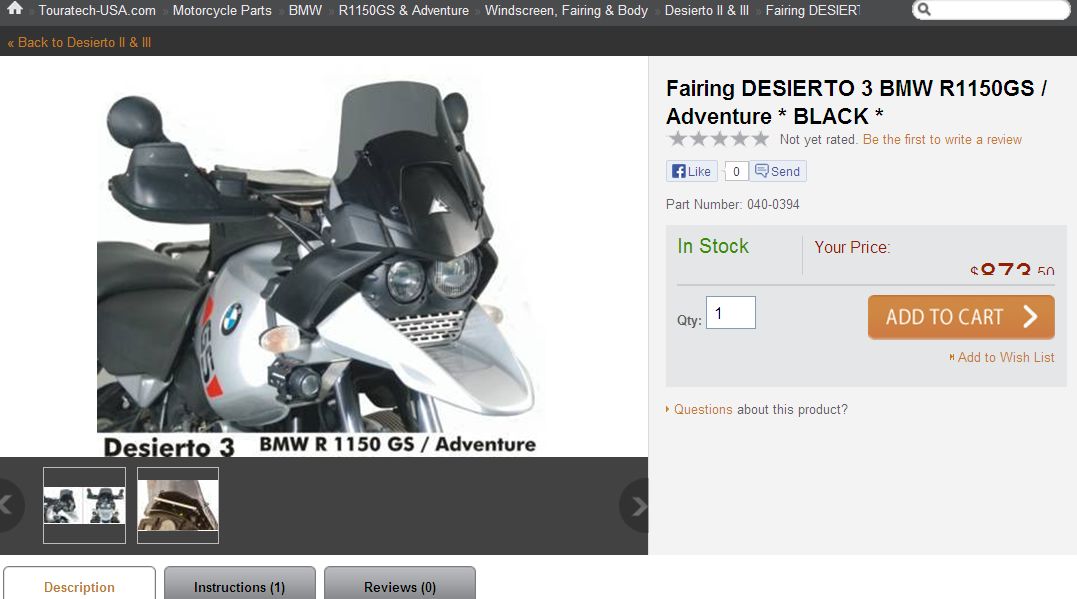 Touratech-USA.com » Motorcycle Parts » BMW » R1150GS & Adventure » Windscreen, Fairing & Body » Desierto II & III » Fairing DESIERT
« Back to Desierto II & III
Fairing DESIERTO 3 BMW R1150GS /
Adventure * BLACK *
Not yet rated. Be the first to write a review
Like 0 Send
Part Number: 040-0394
In Stock
Your Price:
$873.50
Qty: 1
ADD TO CART
Add to Wish List
Questions about this product?
GS
Desierto 3 BMW R 1150 GS / Adventure
Description Instructions (1) Reviews (0)